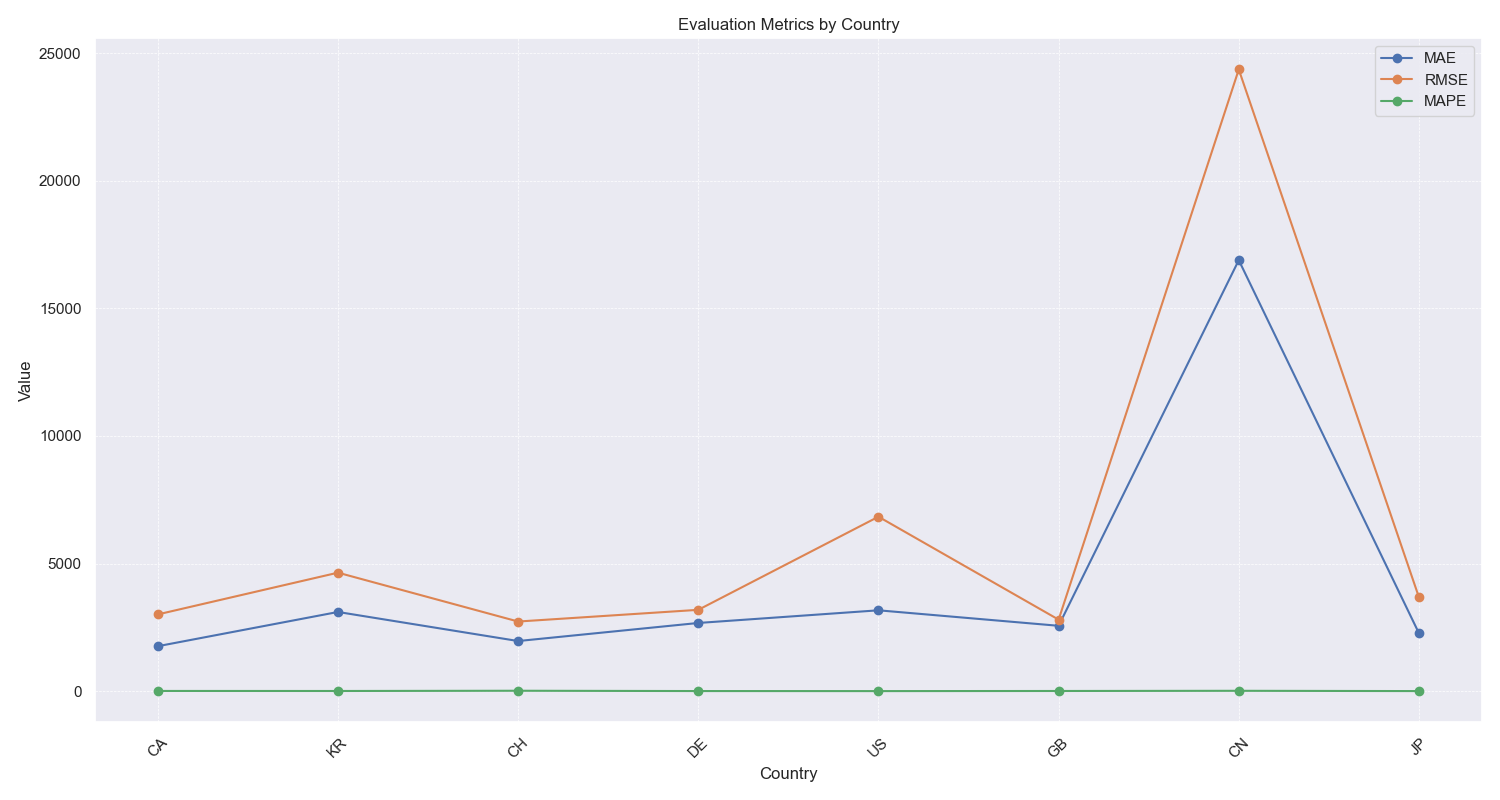 Evaluation Metrics by Country
MAE
RMSE
MAPE
25000
20000
15000
10000
5000
0
Value
CA
KR
CH
DE
US
GB
CN
JP
Country